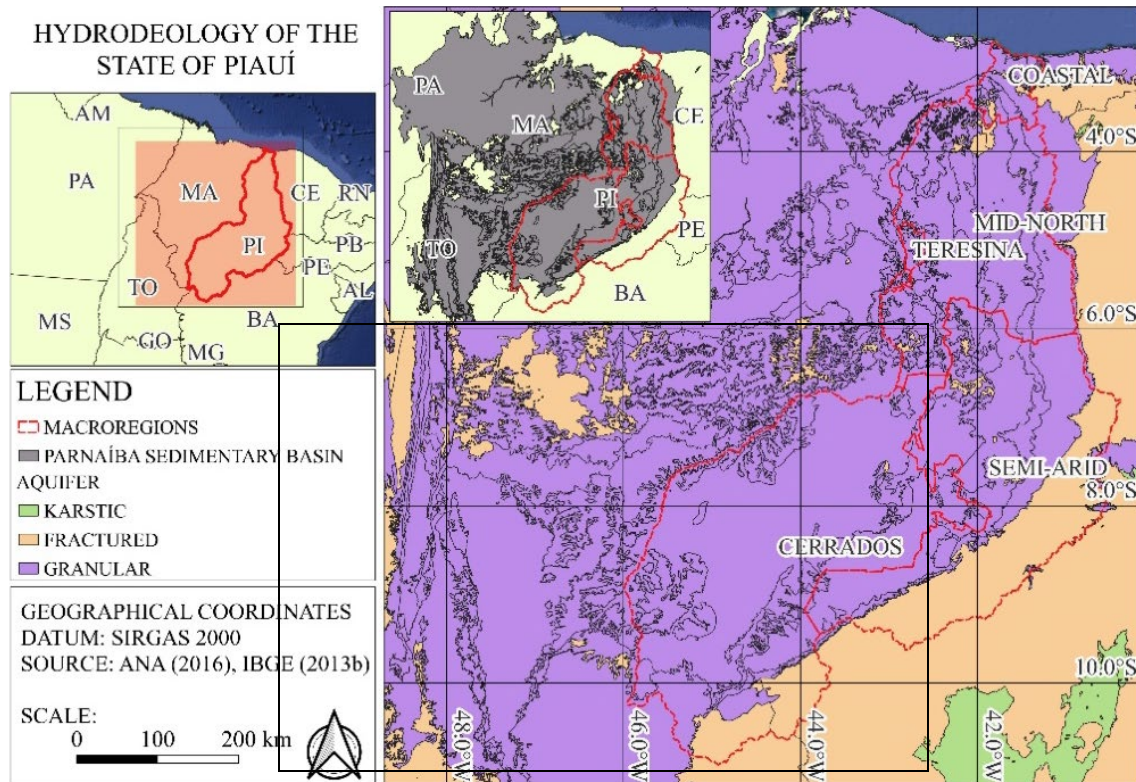 HYDRODEOLOGY OF THE
STATE OF PIAUÍ
AM
PA
MA
CE
RN
PI
PB
PE
TO
AL
BA
MS
GO
MG
LEGEND
MACROREGIONS
PARNAÍBA SEDIMENTARY BASIN
AQUIFER
KARSTIC
FRACTURED
GRANULAR
GEOGRAPHICAL COORDINATES
DATUM: SIRGAS 2000
SOURCE: ANA (2016), IBGE (2013b)
SCALE:
0 100 200 km
PA
MA
CE
PI
PE
TO
BA
COASTAL
4.0°S
MID-NORTH
TERESINA
6.0°S
SEMI-ARID
8.0°S
CERRADOS
10.0°S
48.0°W
46.0°W
44.0°W
42.0°W